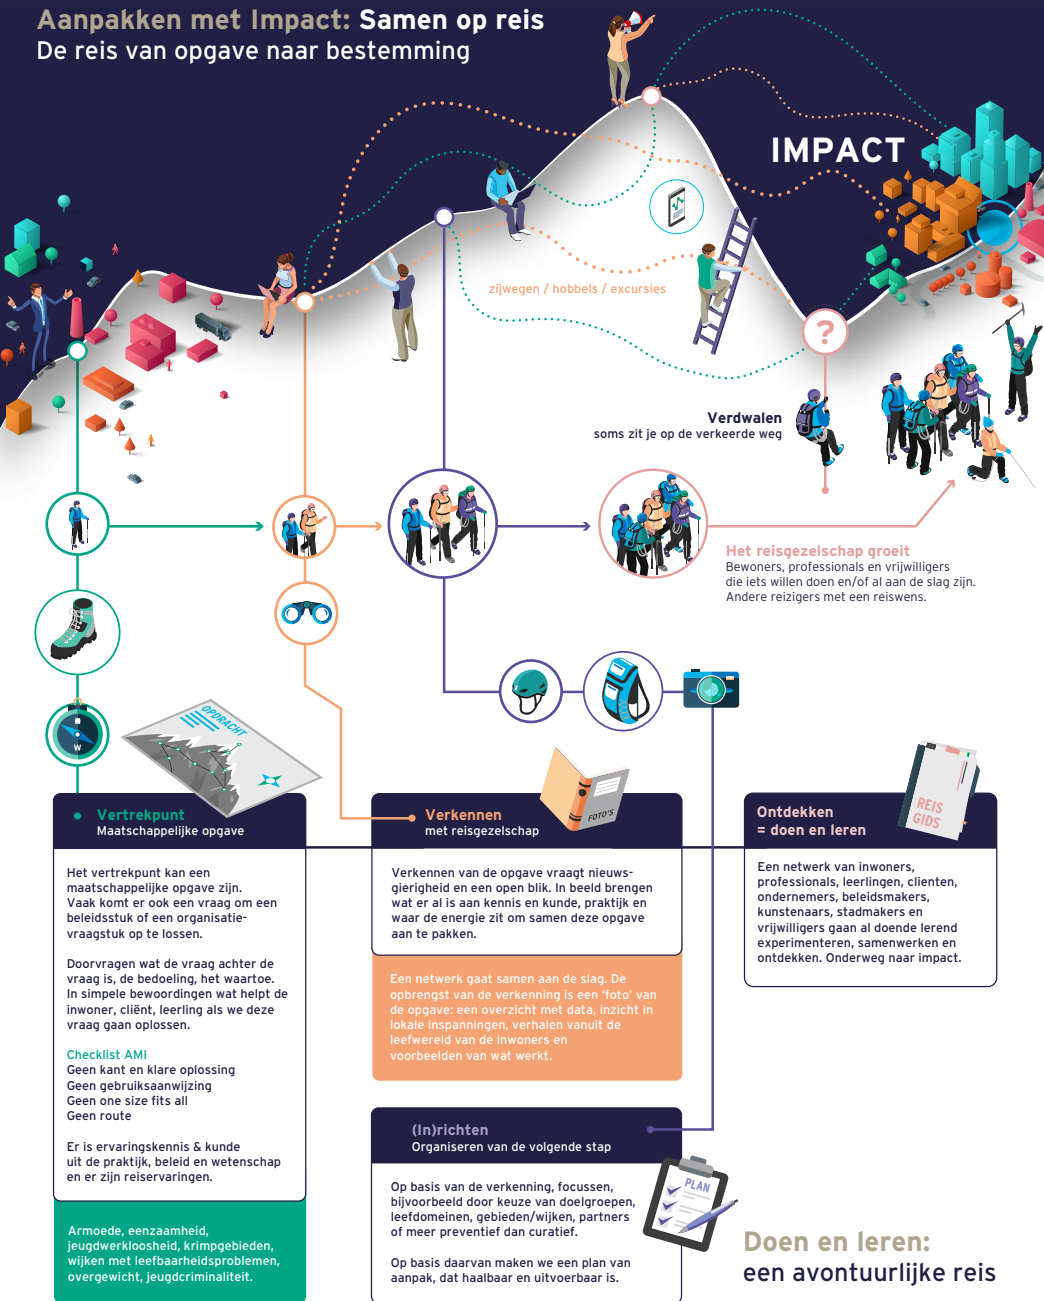 Aanpakken met Impact: Samen op reis
De reis van opgave naar bestemming
IMPACT
zijwegen / hobbels / excursies
?
Verdwalen
soms zit je op de verkeerde weg
Het reisgezelschap groeit
Bewoners, professionals en vrijwilligers
die iets willen doen en/of al aan de slag zijn.
Andere reizigers met een reiswens.
W
OPDRACHT
Vertrekpunt
Maatschappelijke opgave
Het vertrekpunt kan een
maatschappelijke opgave zijn.
Vaak komt er ook een vraag om een
beleidsstuk of een organisatie-
vraagstuk op te lossen.
Doorvragen wat de vraag achter de
vraag is, de bedoeling, het waartoe.
In simpele bewoordingen wat helpt de
inwoner, cliënt, leerling als we deze
vraag gaan oplossen.
Checklist AMI
Geen kant en klare oplossing
Geen gebruiksaanwijzing
Geen one size fits all
Geen route
Er is ervaringskennis & kunde
uit de praktijk, beleid en wetenschap
en er zijn reiservaringen.
Armoede, eenzaamheid,
jeugdwerkloosheid, krimpgebieden,
wijken met leefbaarheidsproblemen,
overgewicht, jeugdcriminaliteit.
FOTO'S
Verkennen
met reisgezelschap
Verkennen van de opgave vraagt nieuws-
gierigheid en een open blik. In beeld brengen
wat er al is aan kennis en kunde, praktijk en
waar de energie zit om samen deze opgave
aan te pakken.
Een netwerk gaat samen aan de slag. De
opbrengst van de verkenning is een 'foto' van
de opgave: een overzicht met data, inzicht in
lokale inspanningen, verhalen vanuit de
leefwereld van de inwoners en
voorbeelden van wat werkt.
(In)richten
Organiseren van de volgende stap
PLAN
Op basis van de verkenning, focussen,
bijvoorbeeld door keuze van doelgroepen,
leefdomeinen, gebieden/wijken, partners
of meer preventief dan curatief.
Op basis daarvan maken we een plan van
aanpak, dat haalbaar en uitvoerbaar is.
REIS
GIDS
Ontdekken
= doen en leren
Een netwerk van inwoners,
professionals, leerlingen, clienten,
ondernemers, beleidsmakers,
kunstenaars, stadmakers en
vrijwilligers gaan al doende lerend
experimenteren, samenwerken en
ontdekken. Onderweg naar impact.
Doen en leren:
een avontuurlijke reis